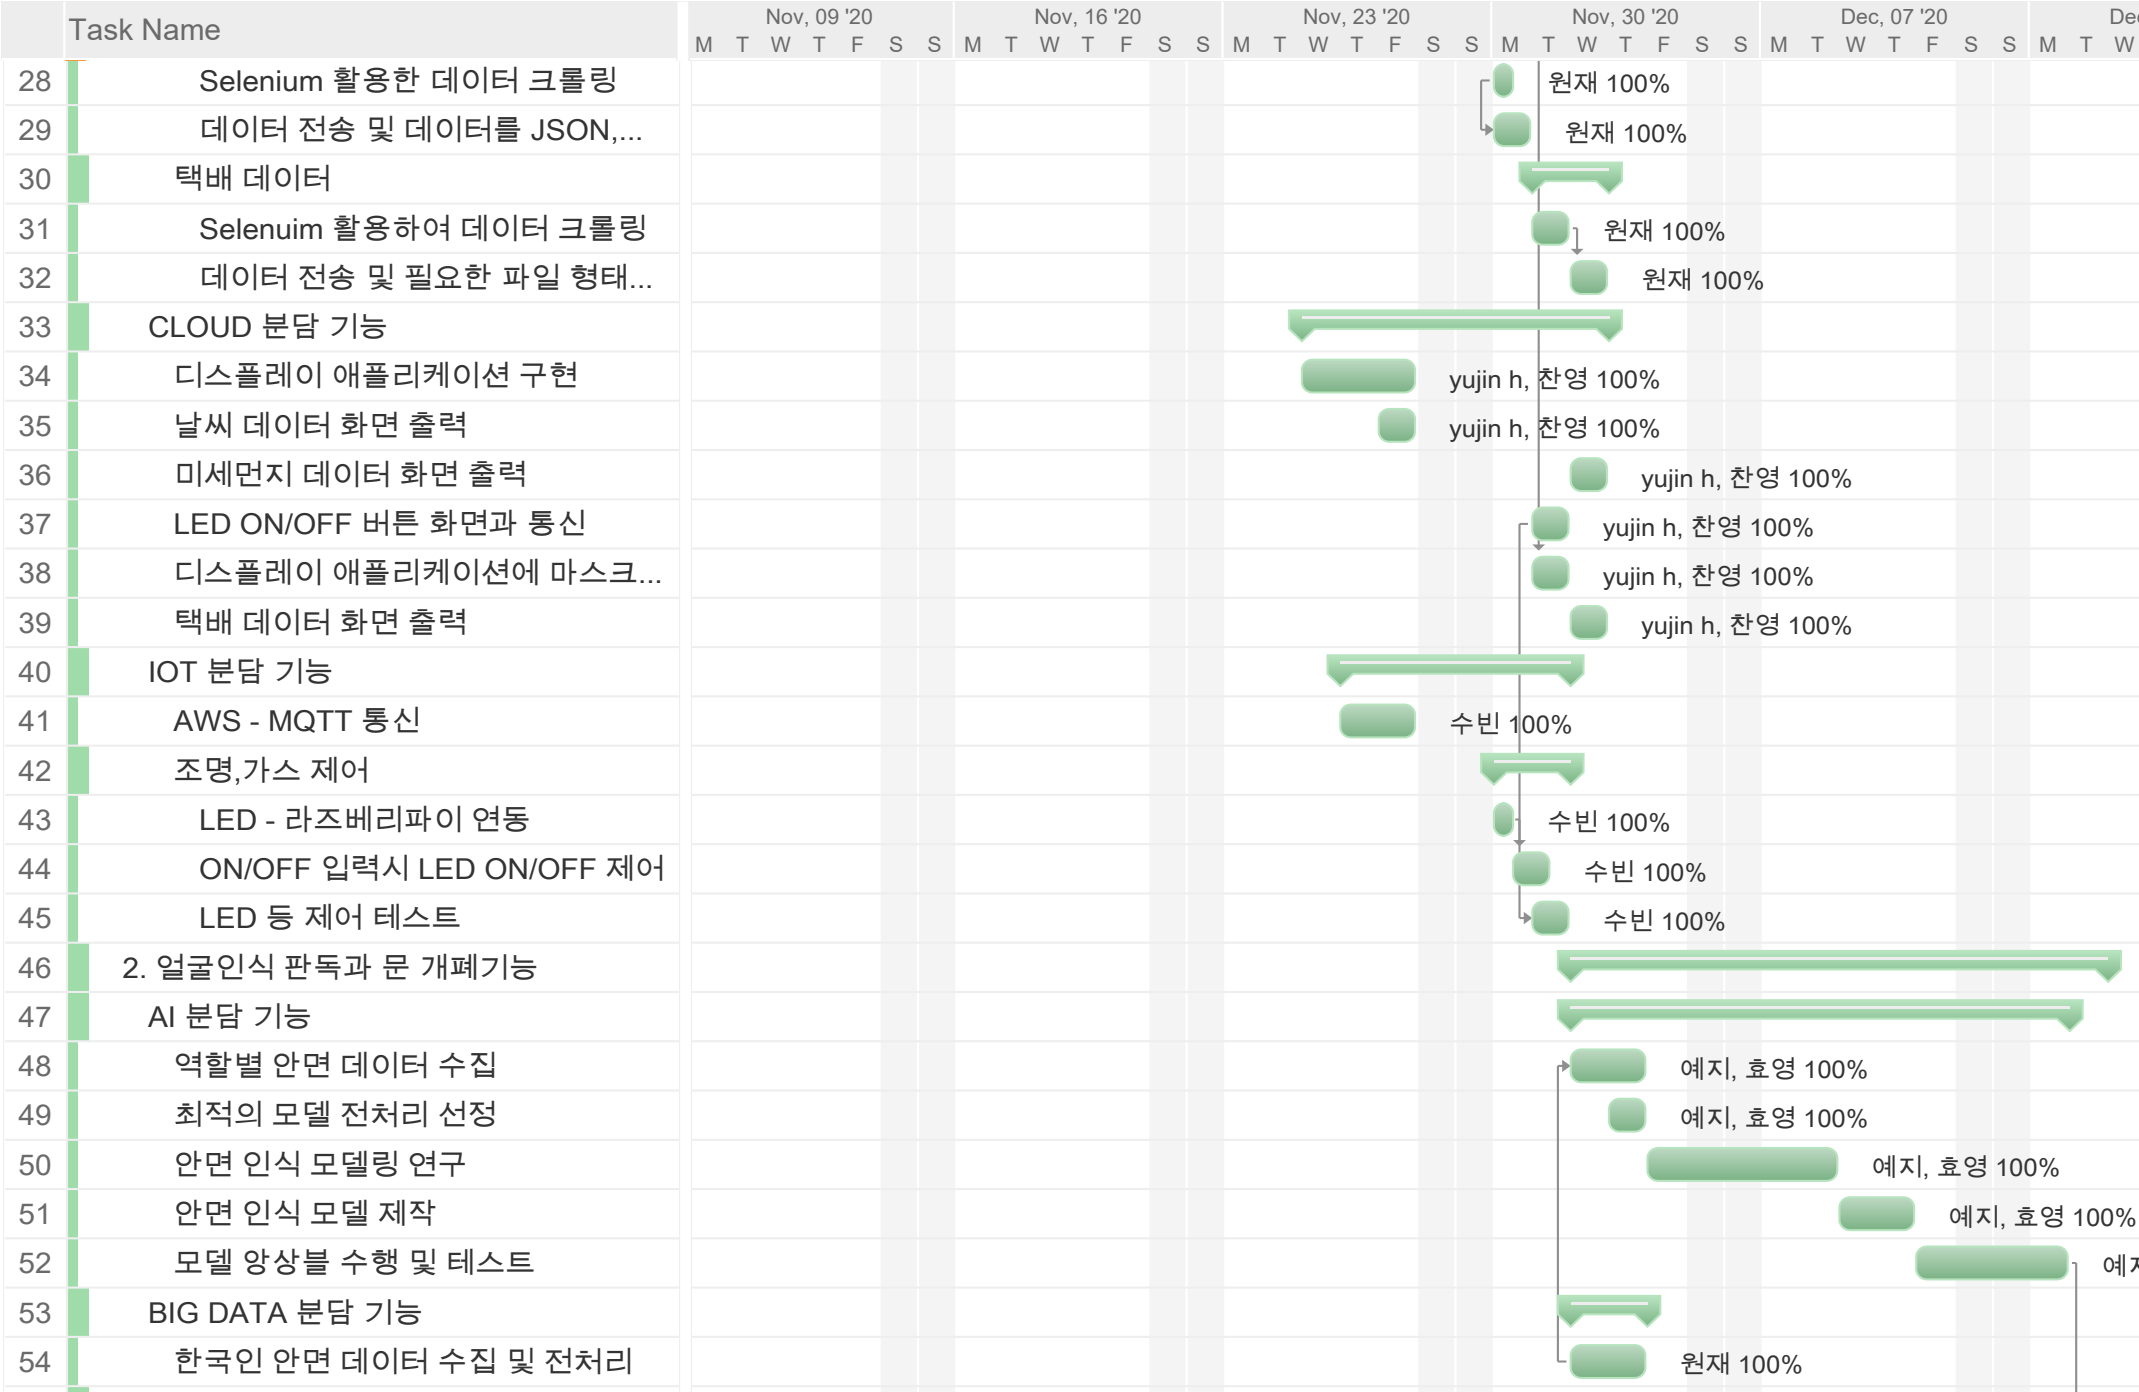 Task Name
Nov, 09 '20 Nov, 16 '20 Nov, 23 '20 Nov, 30 '20 Dec, 07 '20
M T W T F S S M T W T F S S M T W T F S S M T W T F S S M T W T F S S M T W
28 Selenium 활용한 데이터 크롤링 원재 100%
29 데이터 전송 및 데이터를 JSON,... 원재 100%
30 택배 데이터
31 Selenuim 활용하여 데이터 크롤링 원재 100%
32 데이터 전송 및 필요한 파일 형태... 원재 100%
33 CLOUD 분담 기능
34 디스플레이 애플리케이션 구현 yujin h, 찬영 100%
35 날씨 데이터 화면 출력 yujin h, 찬영 100%
36 미세먼지 데이터 화면 출력 yujin h, 찬영 100%
37 LED ON/OFF 버튼 화면과 통신 yujin h, 찬영 100%
38 디스플레이 애플리케이션에 마스크... yujin h, 찬영 100%
39 택배 데이터 화면 출력 yujin h, 찬영 100%
40 IOT 분담 기능
41 AWS - MQTT 통신 수빈 100%
42 조명,가스 제어
43 LED - 라즈베리파이 연동 수빈 100%
44 ON/OFF 입력시 LED ON/OFF 제어 수빈 100%
45 LED 등 제어 테스트 수빈 100%
46 2. 얼굴인식 판독과 문 개폐기능
47 AI 분담 기능
48 역할별 안면 데이터 수집 예지, 효영 100%
49 최적의 모델 전처리 선정 예지, 효영 100%
50 안면 인식 모델링 연구 예지, 효영 100%
51 안면 인식 모델 제작 예지, 효영 100%
52 모델 앙상블 수행 및 테스트
53 BIG DATA 분담 기능
54 한국인 안면 데이터 수집 및 전처리 원재 100%